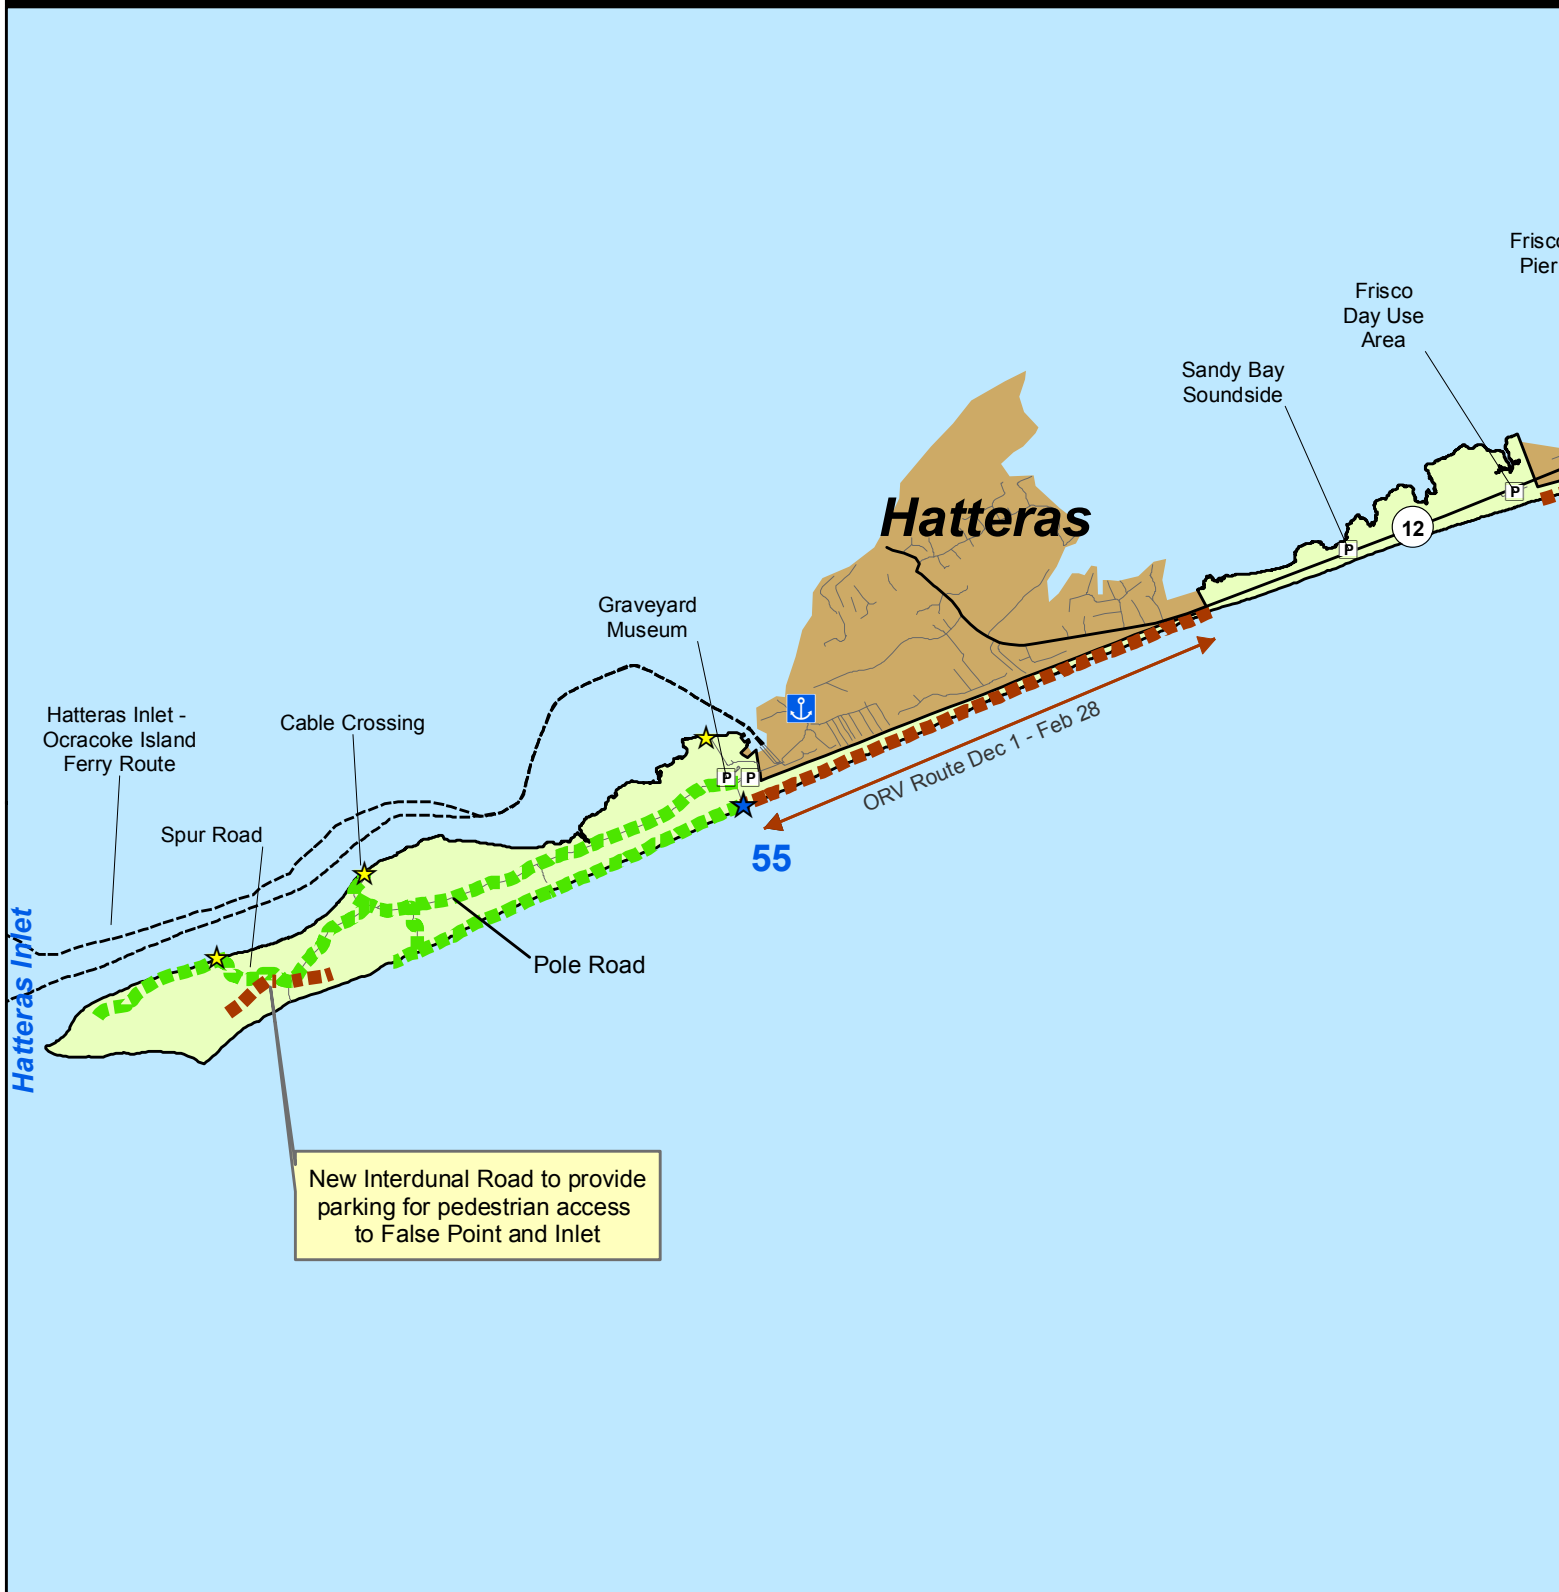 Frisco
Pier
Frisco
Day Use
Area
Sandy Bay
Soundside
P
12
P
Hatteras
Graveyard
Museum
Hatteras Inlet -
Ocracoke Island
Ferry Route
Cable Crossing
Spur Road
P P
ORV Route Dec 1 - Feb 28
55
Pole Road
Hatteras Inlet
New Interdunal Road to provide
parking for pedestrian access
to False Point and Inlet